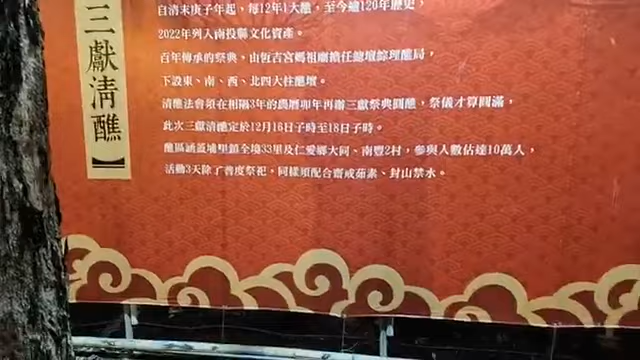 三獻清醮
自清末庚子年起，每12年1大醮，至今逾120年歷史，
2022年列入南投縣文化資產。
百年傳承的祭典，由恆吉宮媽祖廟擔任總壇綜理醮局，
下設東、南、西、北四大柱醮壇。
清醮法會須在相隔3年的農曆卯年再辦三獻祭典圓醮，祭儀才算圓滿，
此次三獻清醮定於12月16日子時至18日子時。
醮區涵蓋埔里鎮全境33里及仁愛鄉大同、南豐2村，參與人數估達10萬人，
活動3天除了普度祭祀，同樣須配合齋戒茹素、封山禁水。